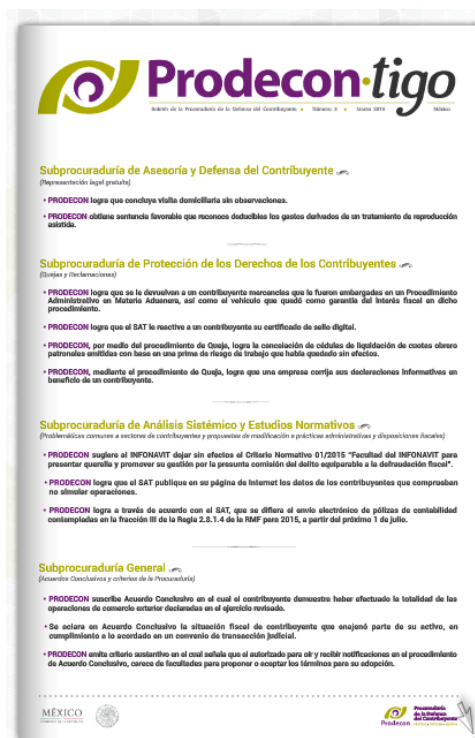 Prodecon·tigo
Boletín de la Procuraduría de la Defensa del Contribuyente • Número 3 • 2015 • México
Subprocuraduría de Asesoría y Defensa del Contribuyente
(Representación legal gratuita)
• PRODECON logra que concluye visita domiciliaria sin observaciones.
• PRODECON obtiene sentencia favorable que reconoce deducibles los gastos derivados de un tratamiento de reproducción
asistida.
Subprocuraduría de Protección de los Derechos de los Contribuyentes
(Quejas y Reclamaciones)
• PRODECON logra que se le devuelvan a un contribuyente mercancías que le fueron embargadas en un Procedimiento
Administrativo en Materia Aduanera, así como el vehículo que quedó como garantía del interés fiscal en dicho
procedimiento.
• PRODECON logra que el SAT le reactive a un contribuyente su certificado de sello digital.
• PRODECON, por medio del procedimiento de Queja, logra la cancelación de cédulas de liquidación de cuotas obrero
patronales emitidas con base en una prima de riesgo de trabajo que había quedado sin efectos.
• PRODECON, mediante el procedimiento de Queja, logra que una empresa corrija sus declaraciones informativas en
beneficio de un contribuyente.
Subprocuraduría de Análisis Sistémico y Estudios Normativos
(Problemáticas comunes a sectores de contribuyentes y propuestas de modificación a prácticas administrativas y disposiciones fiscales)
• PRODECON sugiere al INFONAVIT dejar sin efectos el Criterio Normativo 01/2015 "Facultad del INFONAVIT para
presentar querella y promover su gestión por la presunta comisión del delito equiparable a la defraudación fiscal".
• PRODECON logra que el SAT publique en su página de Internet los datos de los contribuyentes que comprueban
no simular operaciones.
• PRODECON logra a través de acuerdo con el SAT, que se difiera el envío electrónico de pólizas de contabilidad
contempladas en la fracción III de la Regla 2.8.1.4 de la RMF para 2015, a partir del próximo 1 de julio.
Subprocuraduría General
(Acuerdos Conclusivos y criterios de la Procuraduría)
• PRODECON suscribe Acuerdo Conclusivo en el cual el contribuyente demuestra haber efectuado la totalidad de las
operaciones de comercio exterior declaradas en el ejercicio revisado.
• Se aclara en Acuerdo Conclusivo la situación fiscal de contribuyente que enajenó parte de su activo, en
cumplimiento a lo acordado en un convenio de transacción judicial.
• PRODECON emite criterio sustantivo en el cual señala que el autorizado para oír y recibir notificaciones en el procedimiento
de Acuerdo Conclusivo, carece de facultades para proponer o aceptar los términos para su adopción.
MÉXICO
Prodecon
Procuraduría
de la Defensa
del Contribuyente